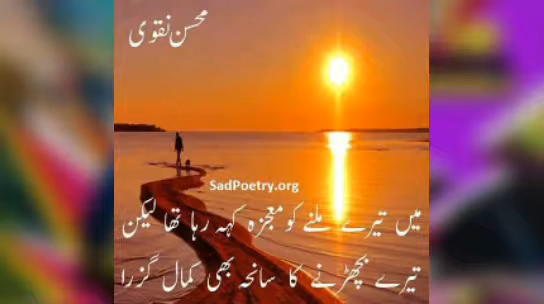 محسن نقوی
SadPoetry.org
میں تیرے ملنے کو معجزہ کہہ رہا تھا لیکن
تیرے بچھڑنے کا سانحہ بھی کمال گزرا